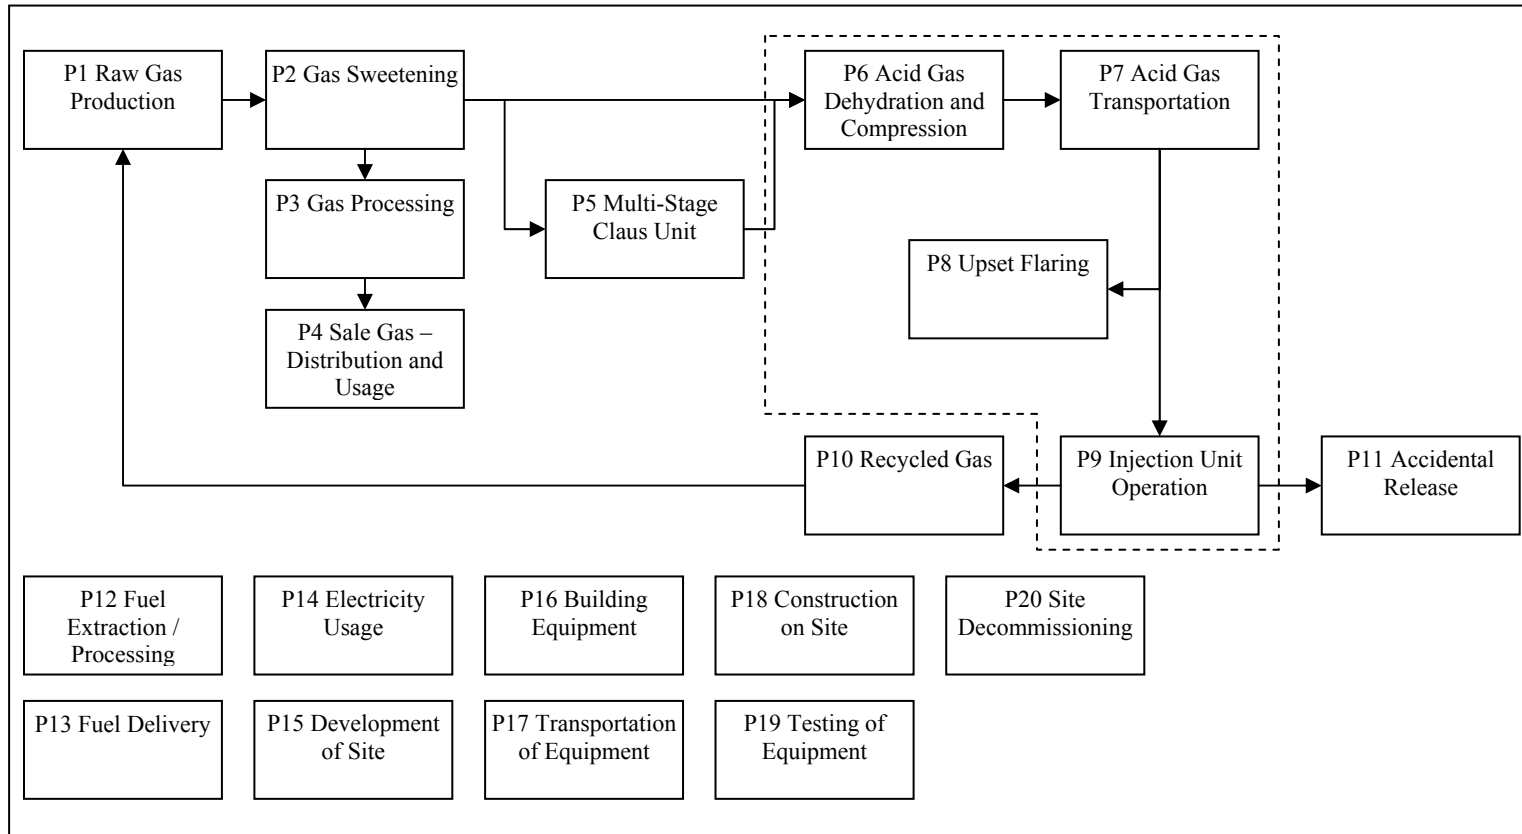 P1 Raw Gas
Production
P2 Gas Sweetening
P6 Acid Gas
Dehydration and
Compression
P7 Acid Gas
Transportation
P3 Gas Processing
P5 Multi-Stage
Claus Unit
P8 Upset Flaring
P4 Sale Gas –
Distribution and
Usage
P10 Recycled Gas
P9 Injection Unit
Operation
P11 Accidental
Release
P12 Fuel
Extraction /
Processing
P14 Electricity
Usage
P16 Building
Equipment
P18 Construction
on Site
P20 Site
Decommissioning
P13 Fuel Delivery
P15 Development
of Site
P17 Transportation
of Equipment
P19 Testing of
Equipment